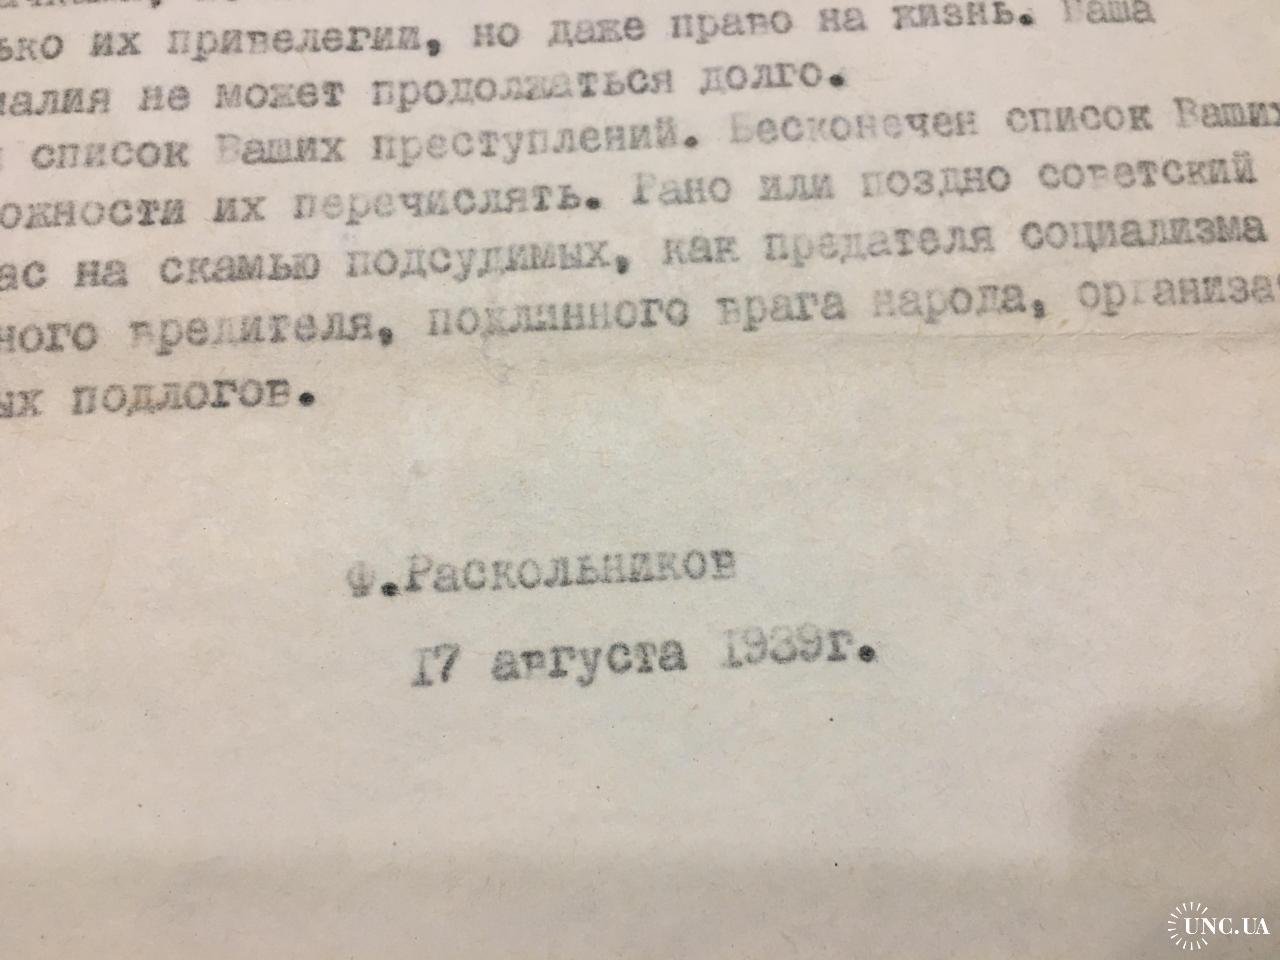 ько их привелегии, но даже право на жизнь. Ваша
налия не может продолжаться долго.
список Ваших преступлений. Бесконечен список Ваших
ожности их перечислять. Рано или поздно советский
ас на скамью подсудимых, как предателя социализма
ного вредителя, поклянного врага народа, организа
ых подлогов.
Ф.Раскольников
17 августа 1939г.
UNC.UA